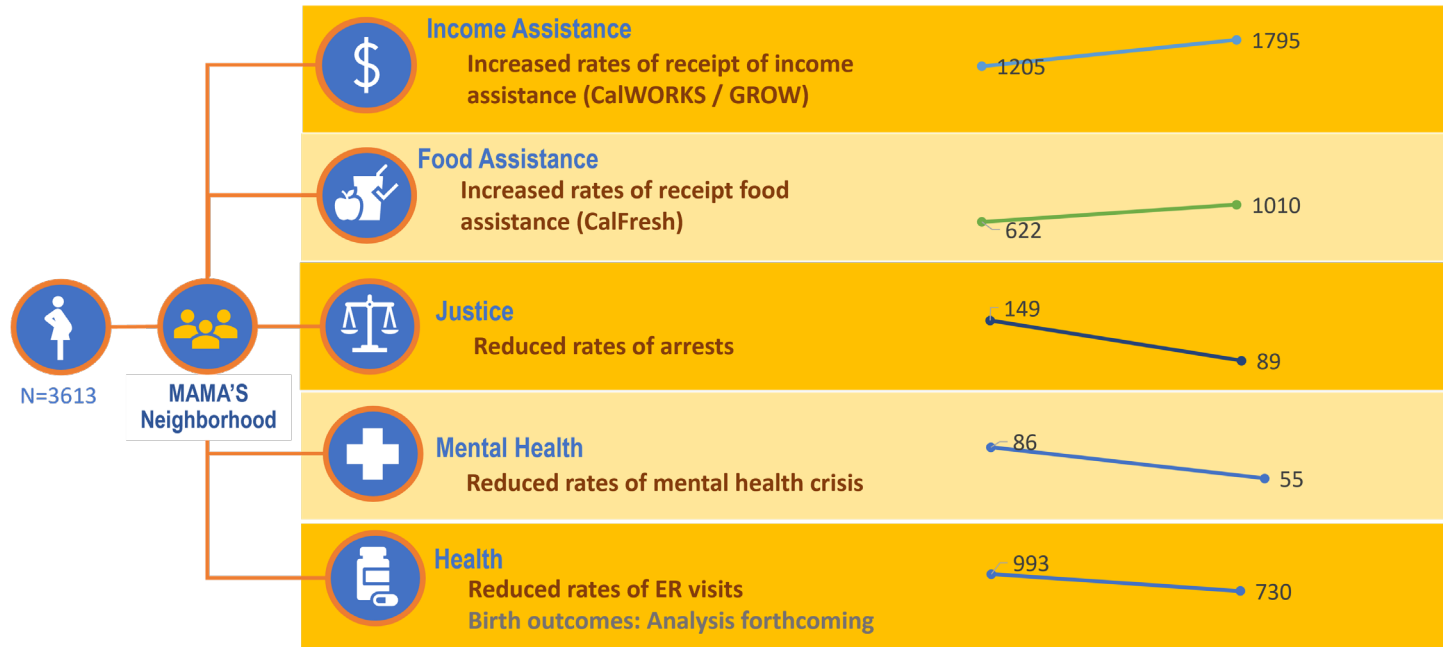 Income Assistance
Increased rates of receipt of income
assistance (CalWORKS / GROW)
1205
1795
Food Assistance
Increased rates of receipt food
assistance (CalFresh)
622
1010
N=3613
MAMA'S
Neighborhood
Justice
Reduced rates of arrests
149
89
Mental Health
Reduced rates of mental health crisis
86
55
Health
Reduced rates of ER visits
Birth outcomes: Analysis forthcoming
993
730
$